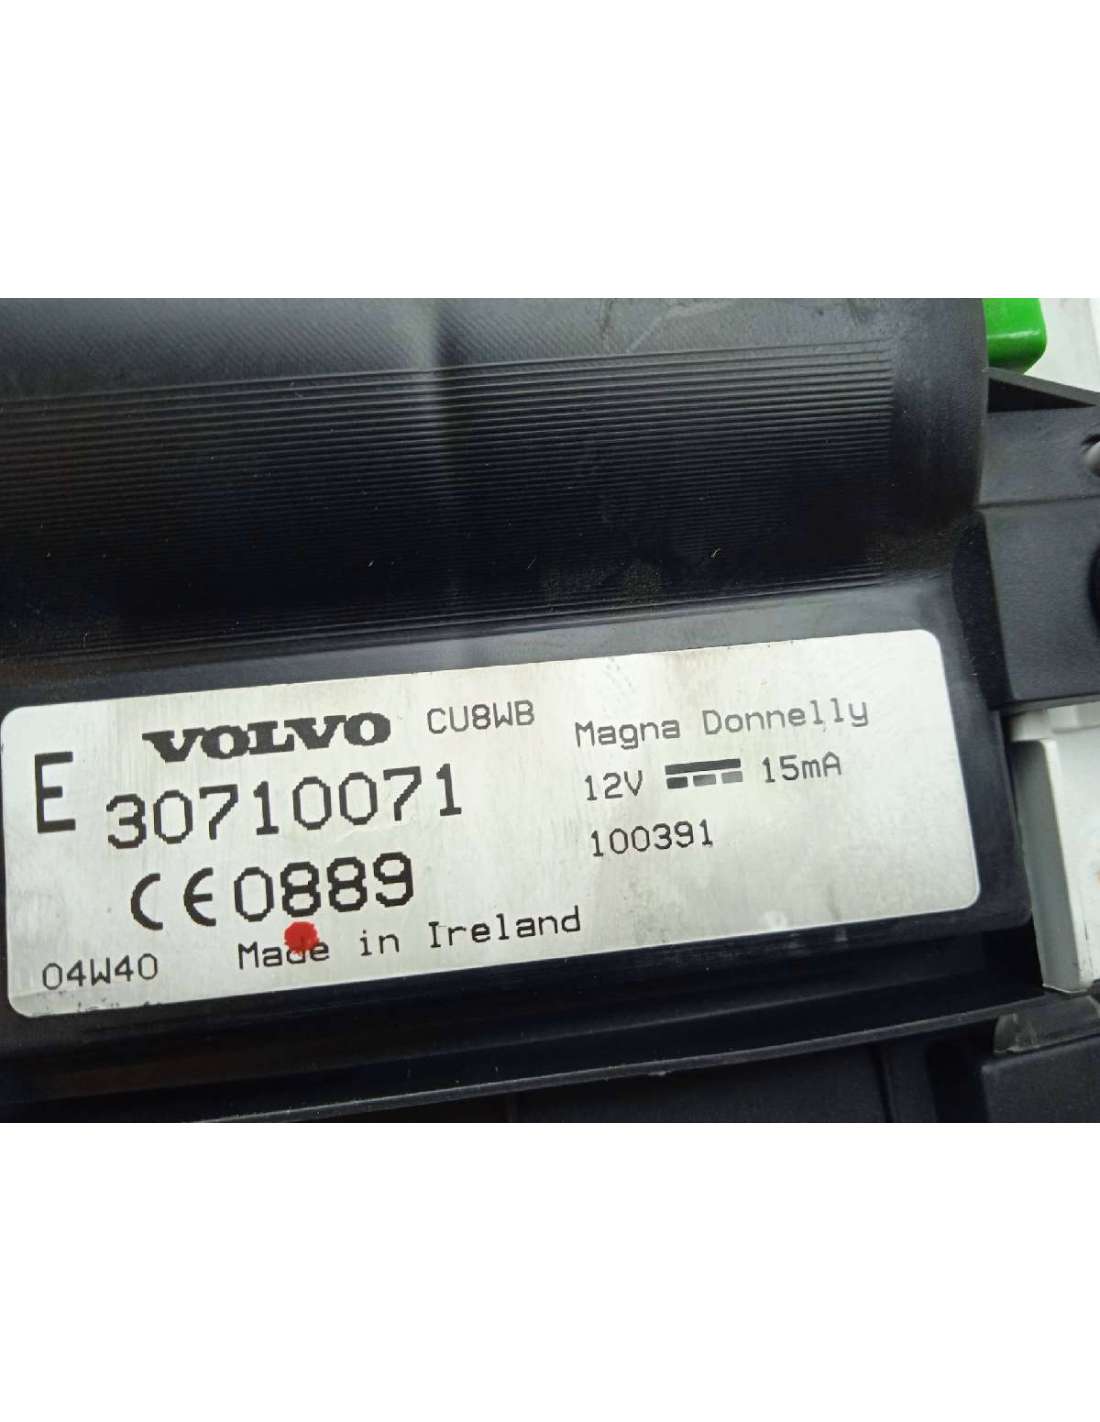 E VOLVO CU8WB
30710071
CE0889
04W40 Made in Ireland
Magna Donnelly
12V 15mA
100391